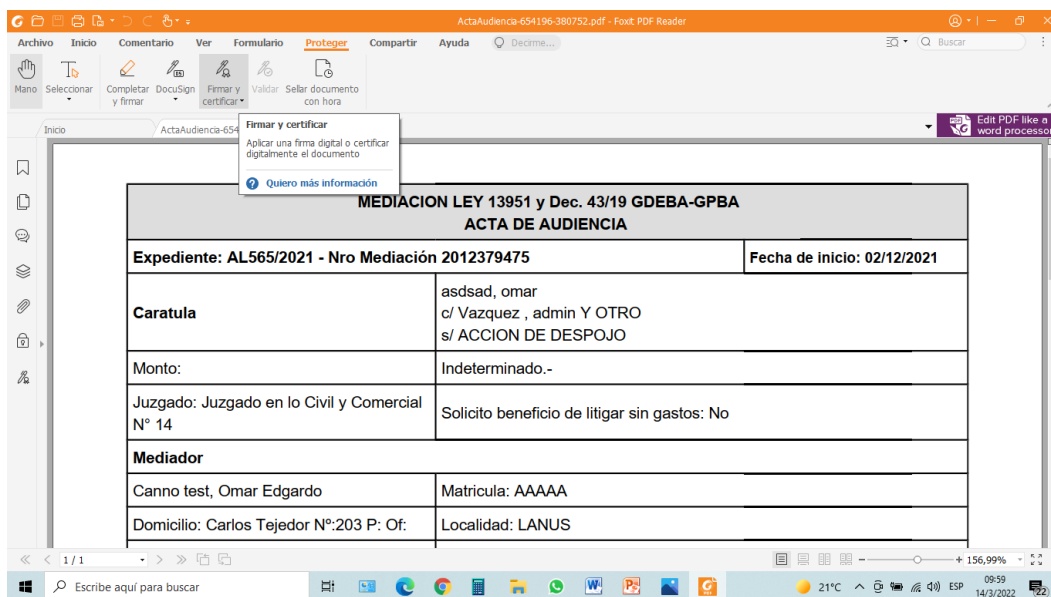 ActaAudiencia-654196-380752.pdf - Foxit PDF Reader
Archivo Inicio Comentario Ver Formulario Proteger Compartir Ayuda Decirme... Buscar
Mano Seleccionar Completar y firmar DocuSign Firmar y certificar Validar Sellar documento con hora
Inicio ActaAudiencia-654
Edit PDF like a
word processor
Firmar y certificar
Aplicar una firma digital o certificar
digitalmente el documento
Quiero más información
MEDIACION LEY 13951 y Dec. 43/19 GDEBA-GPBA
ACTA DE AUDIENCIA
Expediente: AL565/2021 - Nro Mediación 2012379475 Fecha de inicio: 02/12/2021
Caratula
asdsad, omar
c/ Vazquez , admin Y OTRO
s/ ACCION DE DESPOJO
Monto: Indeterminado.-
Juzgado: Juzgado en lo Civil y Comercial
N° 14
Solicito beneficio de litigar sin gastos: No
Mediador
Canno test, Omar Edgardo Matricula: AAAAA
Domicilio: Carlos Tejedor Nº:203 P: Of: Localidad: LANUS
1 / 1 156,99%
Escribe aquí para buscar 21°C ESP 09:59
14/3/2022 22